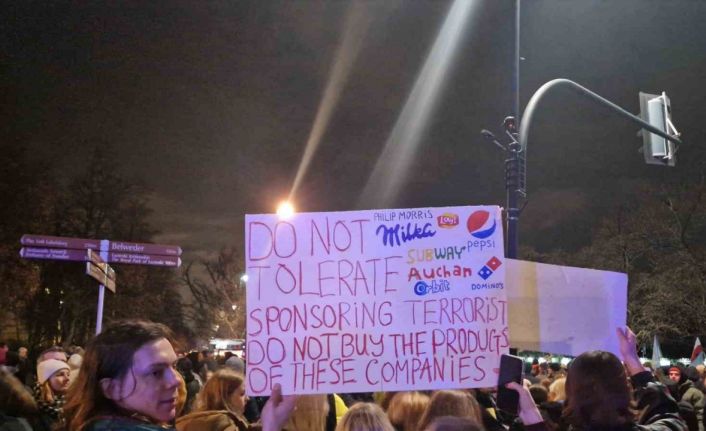 Belweder
DO NOT
TOLERATE
SPONSORING TERRORIST
DO NOT BUY THE PRODUCTS
OF THESE COMPANIES
PHILIP MORRIS
Lay's
Milka
PEPSI
SUBWAY
Auchan
Orbit
DOMINO'S